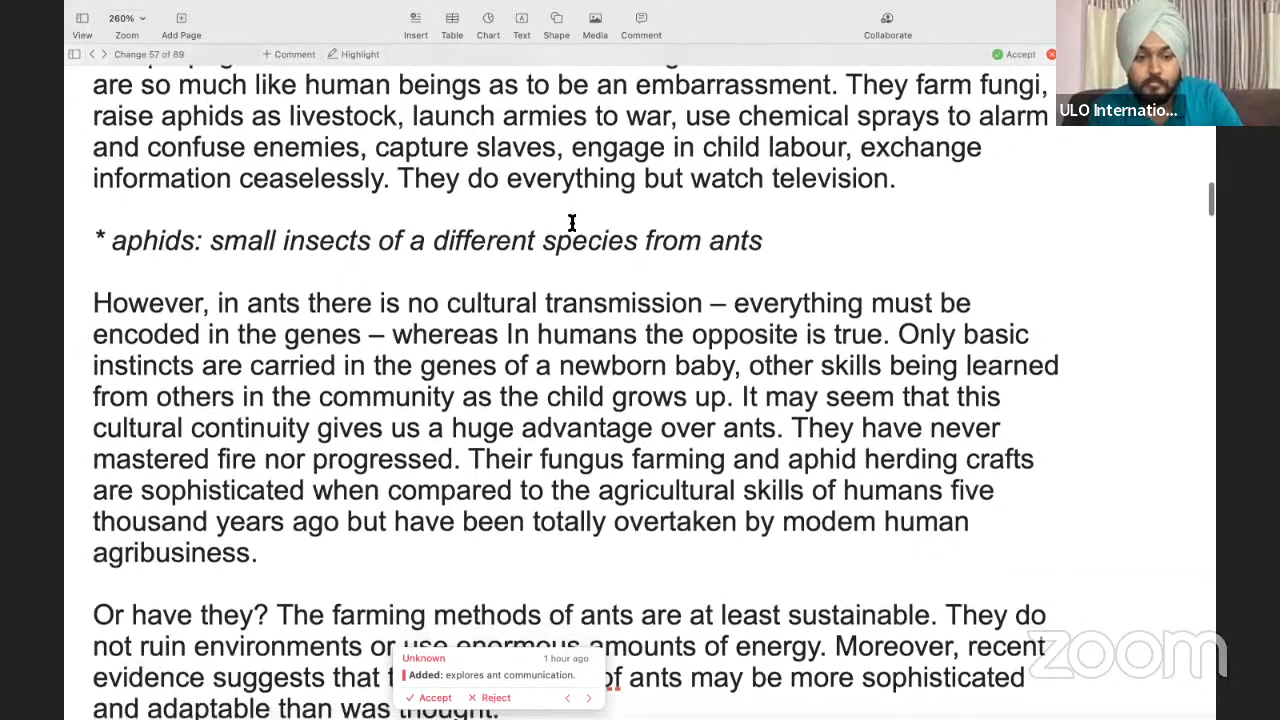 260%
View
Zoom
Add Page
Insert
Table
Chart
Text
Shape
Media
Comment
Collaborate
Change 57 of 89
Comment
Highlight
Accept
ULO Internatio...
are so much like human beings as to be an embarrassment. They farm fungi,
raise aphids as livestock, launch armies to war, use chemical sprays to alarm
and confuse enemies, capture slaves, engage in child labour, exchange
information ceaselessly. They do everything but watch television.
* aphids: small insects of a different species from ants
However, in ants there is no cultural transmission – everything must be
encoded in the genes – whereas In humans the opposite is true. Only basic
instincts are carried in the genes of a newborn baby, other skills being learned
from others in the community as the child grows up. It may seem that this
cultural continuity gives us a huge advantage over ants. They have never
mastered fire nor progressed. Their fungus farming and aphid herding crafts
are sophisticated when compared to the agricultural skills of humans five
thousand years ago but have been totally overtaken by modem human
agribusiness.
Or have they? The farming methods of ants are at least sustainable. They do
not ruin environments or use enormous amounts of energy. Moreover, recent
evidence suggests that of ants may be more sophisticated
and adaptable than was thought.
Unknown
1 hour ago
Added: explores ant communication.
Accept
Reject
zoom